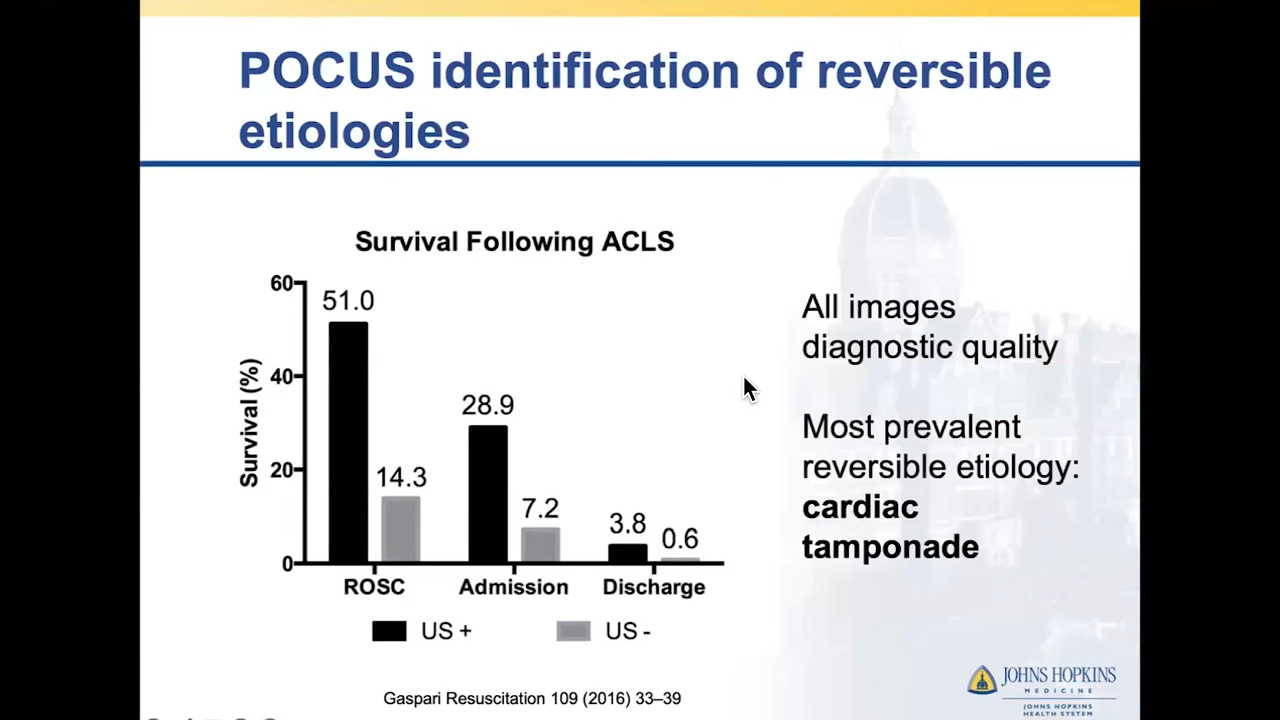 POCUS identification of reversible
etiologies
Survival Following ACLS
Survival (%)
60
40
20
0
51.0
14.3
28.9
7.2
3.8
0.6
ROSC
Admission
Discharge
US +
US -
All images
diagnostic quality
Most prevalent
reversible etiology:
cardiac
tamponade
Gaspari Resuscitation 109 (2016) 33–39
JOHNS HOPKINS
MEDICINE
JOHNS HOPKINS
HEALTH SYSTEM